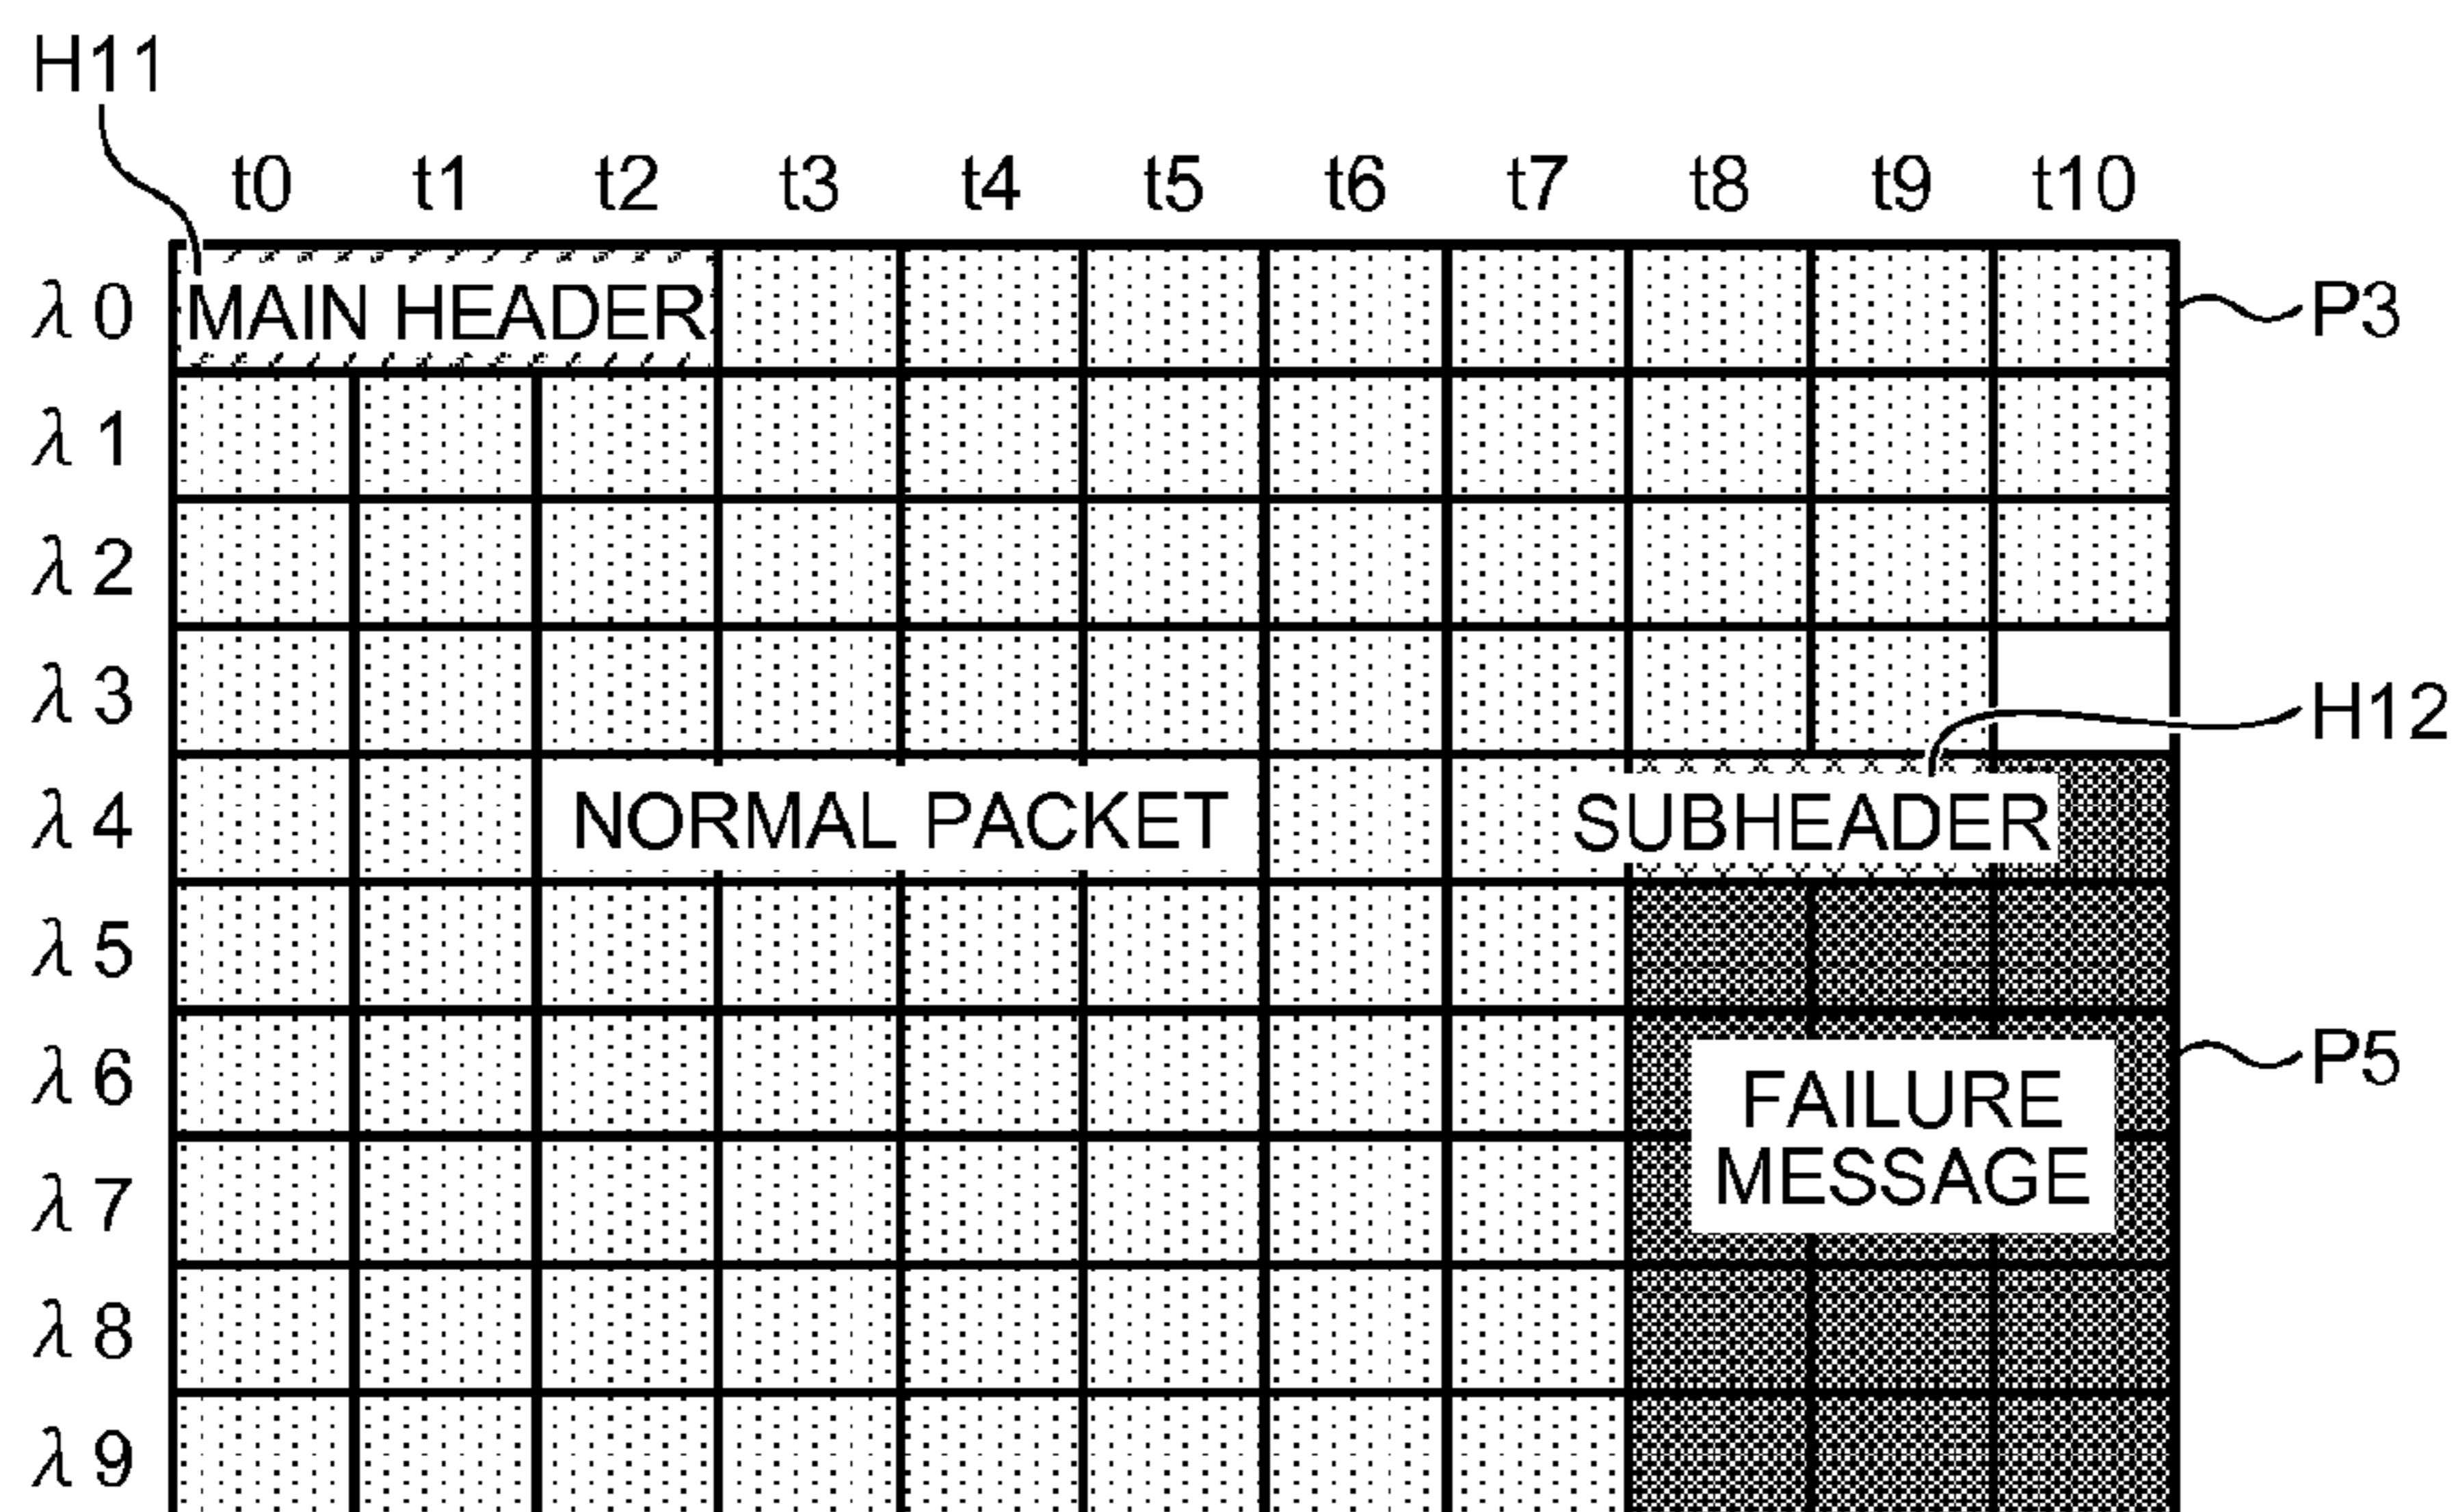 H11
t0 t1 t2 t3 t4 t5 t6 t7 t8 t9 t10
λ0 MAIN HEADER P3
λ1
λ2
λ3 H12
λ4 NORMAL PACKET SUBHEADER
λ5
λ6 P5
FAILURE
MESSAGE
λ7
λ8
λ9